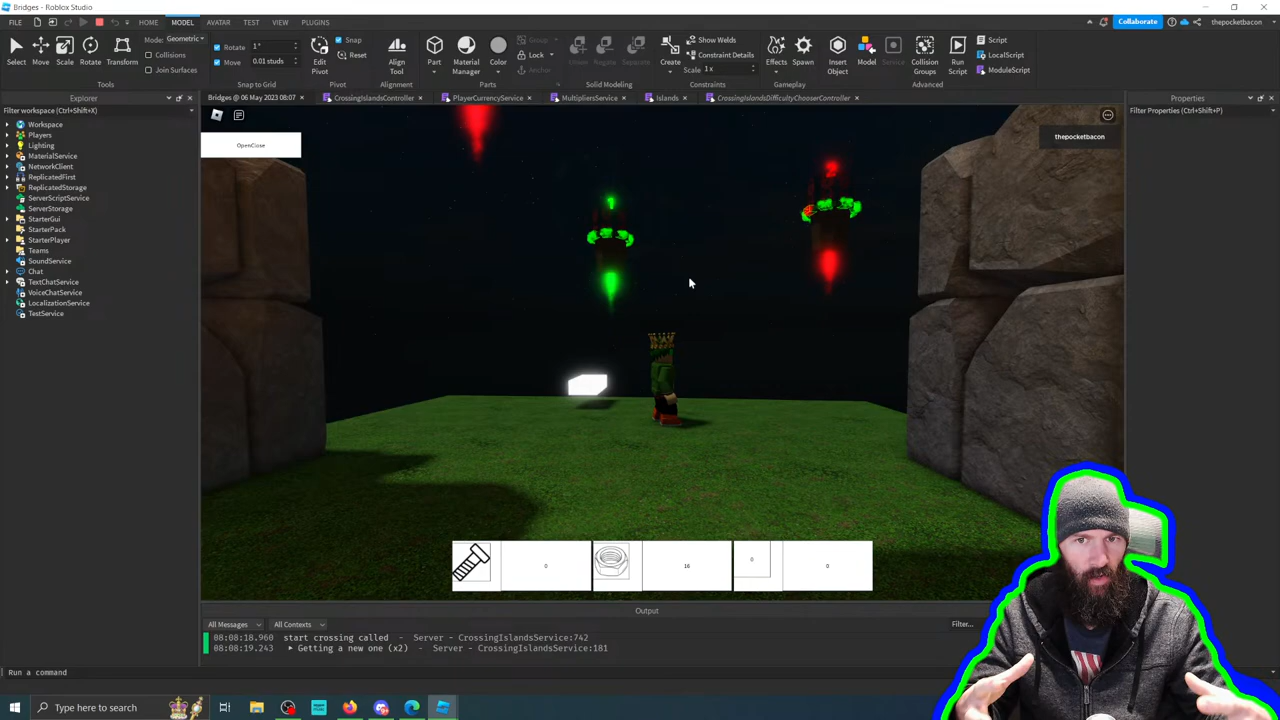 Bridges - Roblox Studio
FILE HOME MODEL AVATAR TEST VIEW PLUGINS Collaborate thepocketbacon
Select Move Scale Rotate Transform
Mode: Geometric
Collisions
Join Surfaces
Tools
Rotate 1 °
Move 0.01 studs
Snap to Grid
Edit Pivot Snap Reset
Pivot
Align Tool
Alignment
Part Material Manager Color
Group
Lock
Anchor
Parts
Union Negate Separate
Solid Modeling
Create
Show Welds
Constraint Details
Scale 1 x
Constraints
Effects Spawn
Gameplay
Insert Object Model Service Collision Groups Run Script
Script
LocalScript
ModuleScript
Advanced
Explorer
Filter workspace (Ctrl+Shift+X)
Workspace
Players
Lighting
MaterialService
NetworkClient
ReplicatedFirst
ReplicatedStorage
ServerScriptService
ServerStorage
StarterGui
StarterPack
StarterPlayer
Teams
SoundService
Chat
TextChatService
VoiceChatService
LocalizationService
TestService
Bridges @ 06 May 2023 08:07 CrossingIslandsController PlayerCurrencyService MultipliersService Islands CrossingIslandsDifficultyChooserController
Properties
Filter Properties (Ctrl+Shift+P)
OpenClose
thepocketbacon
0 16 0 0
Output
All Messages All Contexts Filter...
08:08:18.960 start crossing called - Server - CrossingIslandsService:742
08:08:19.243 Getting a new one (x2) - Server - CrossingIslandsService:181
Run a command
Type here to search